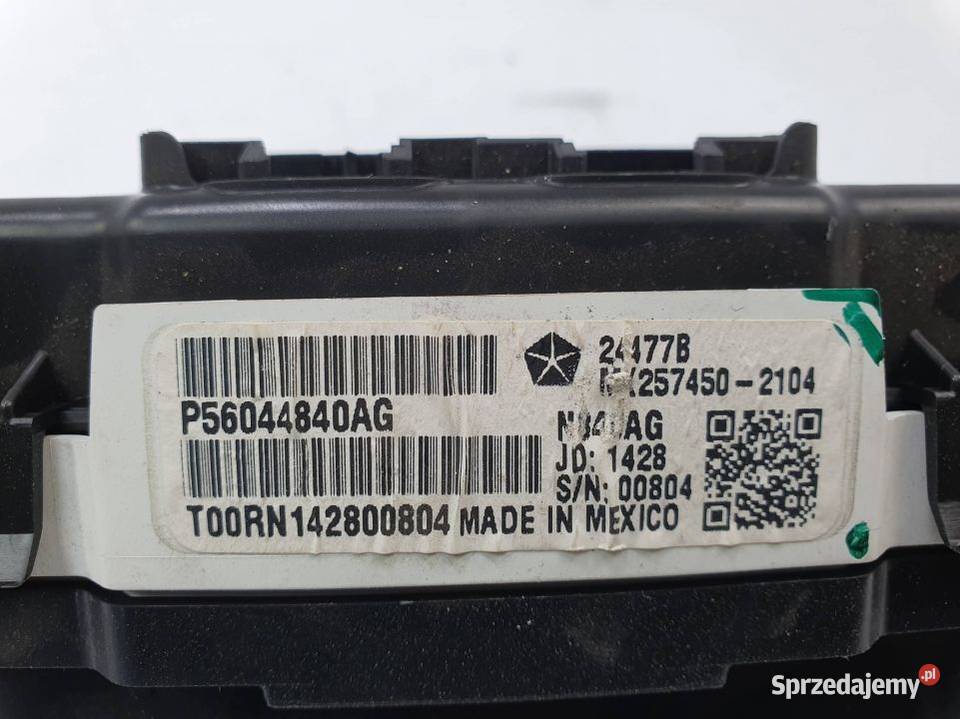 24477B
257450-2104
P56044840AG
JD: 1428
S/N: 00804
T00RN142800804 MADE IN MEXICO
Sprzedajemy.pl